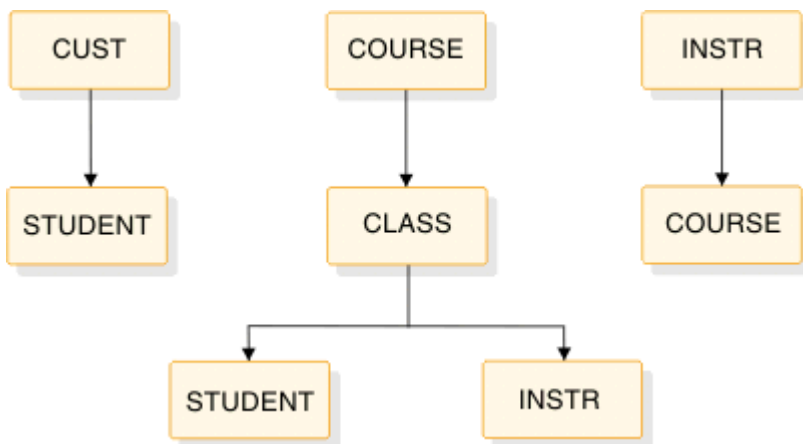 CUST
COURSE
INSTR
STUDENT
CLASS
COURSE
STUDENT
INSTR